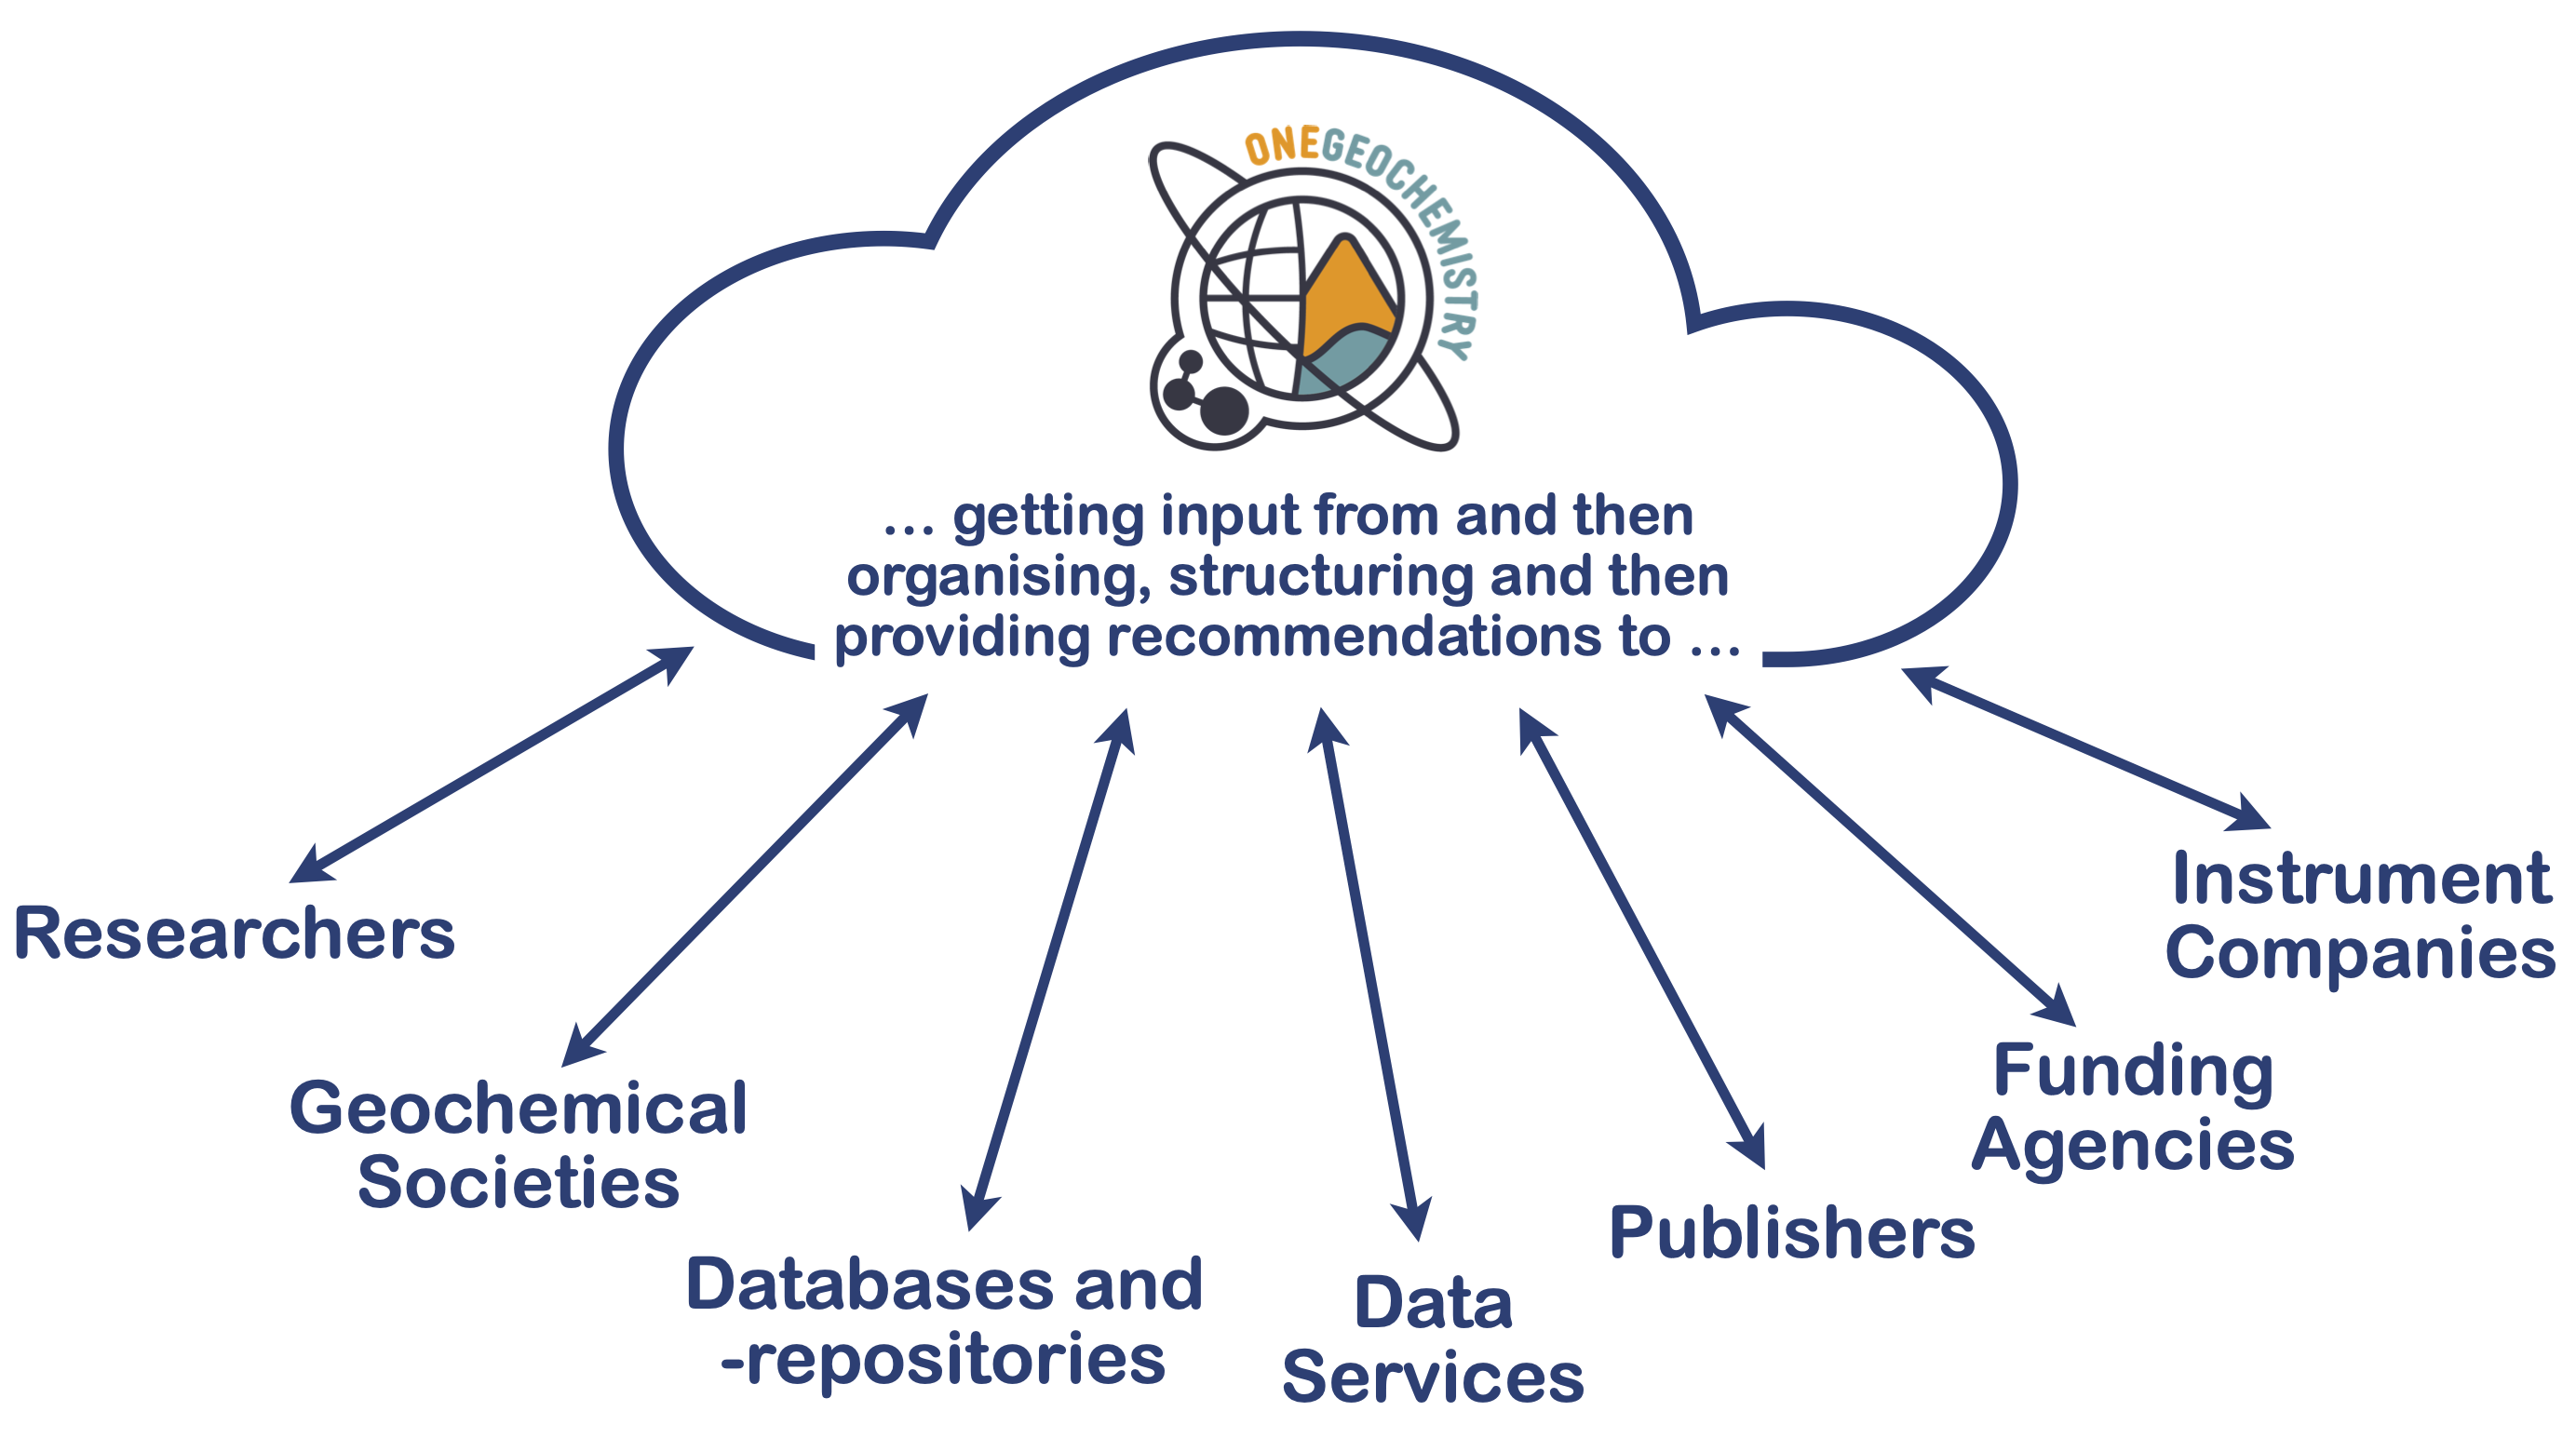 ONEGEOCHEMISTRY
... getting input from and then
organising, structuring and then
providing recommendations to ...
Researchers
Geochemical
Societies
Databases and
-repositories
Data
Services
Publishers
Funding
Agencies
Instrument
Companies